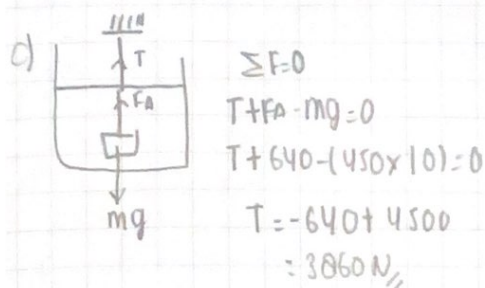 c)
T
FA
mg
ΣF=0
T+FA-mg=0
T+640-(450x10)=0
T=-640+4500
=3860N//